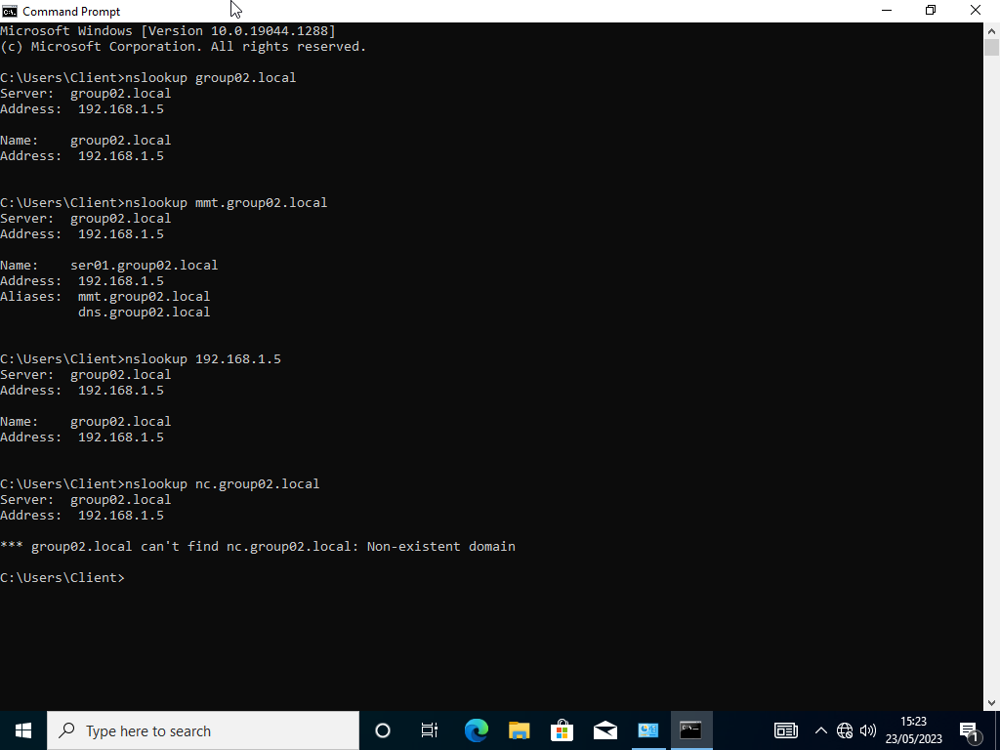 Command Prompt
Microsoft Windows [Version 10.0.19044.1288]
(c) Microsoft Corporation. All rights reserved.
C:\Users\Client>nslookup group02.local
Server:  group02.local
Address:  192.168.1.5
Name:    group02.local
Address:  192.168.1.5
C:\Users\Client>nslookup mmt.group02.local
Server:  group02.local
Address:  192.168.1.5
Name:    ser01.group02.local
Address:  192.168.1.5
Aliases:  mmt.group02.local
          dns.group02.local
C:\Users\Client>nslookup 192.168.1.5
Server:  group02.local
Address:  192.168.1.5
Name:    group02.local
Address:  192.168.1.5
C:\Users\Client>nslookup nc.group02.local
Server:  group02.local
Address:  192.168.1.5
*** group02.local can't find nc.group02.local: Non-existent domain
C:\Users\Client>
Type here to search
15:23
23/05/2023
1